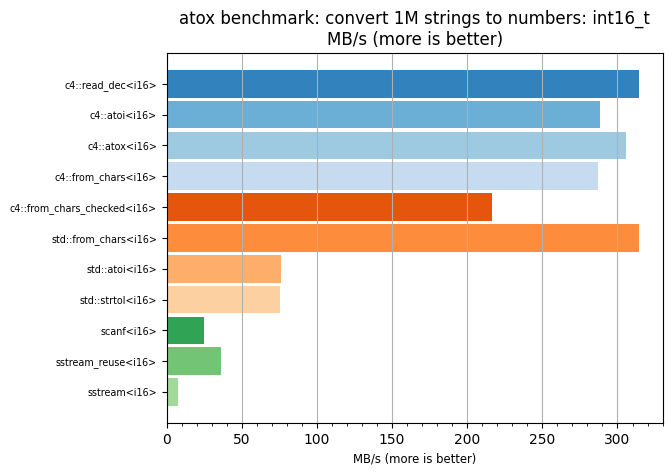 atox benchmark: convert 1M strings to numbers: int16_t
MB/s (more is better)
c4::read_dec<i16>
c4::atoi<i16>
c4::atox<i16>
c4::from_chars<i16>
c4::from_chars_checked<i16>
std::from_chars<i16>
std::atoi<i16>
std::strtol<i16>
scanf<i16>
sstream_reuse<i16>
sstream<i16>
0 50 100 150 200 250 300
MB/s (more is better)